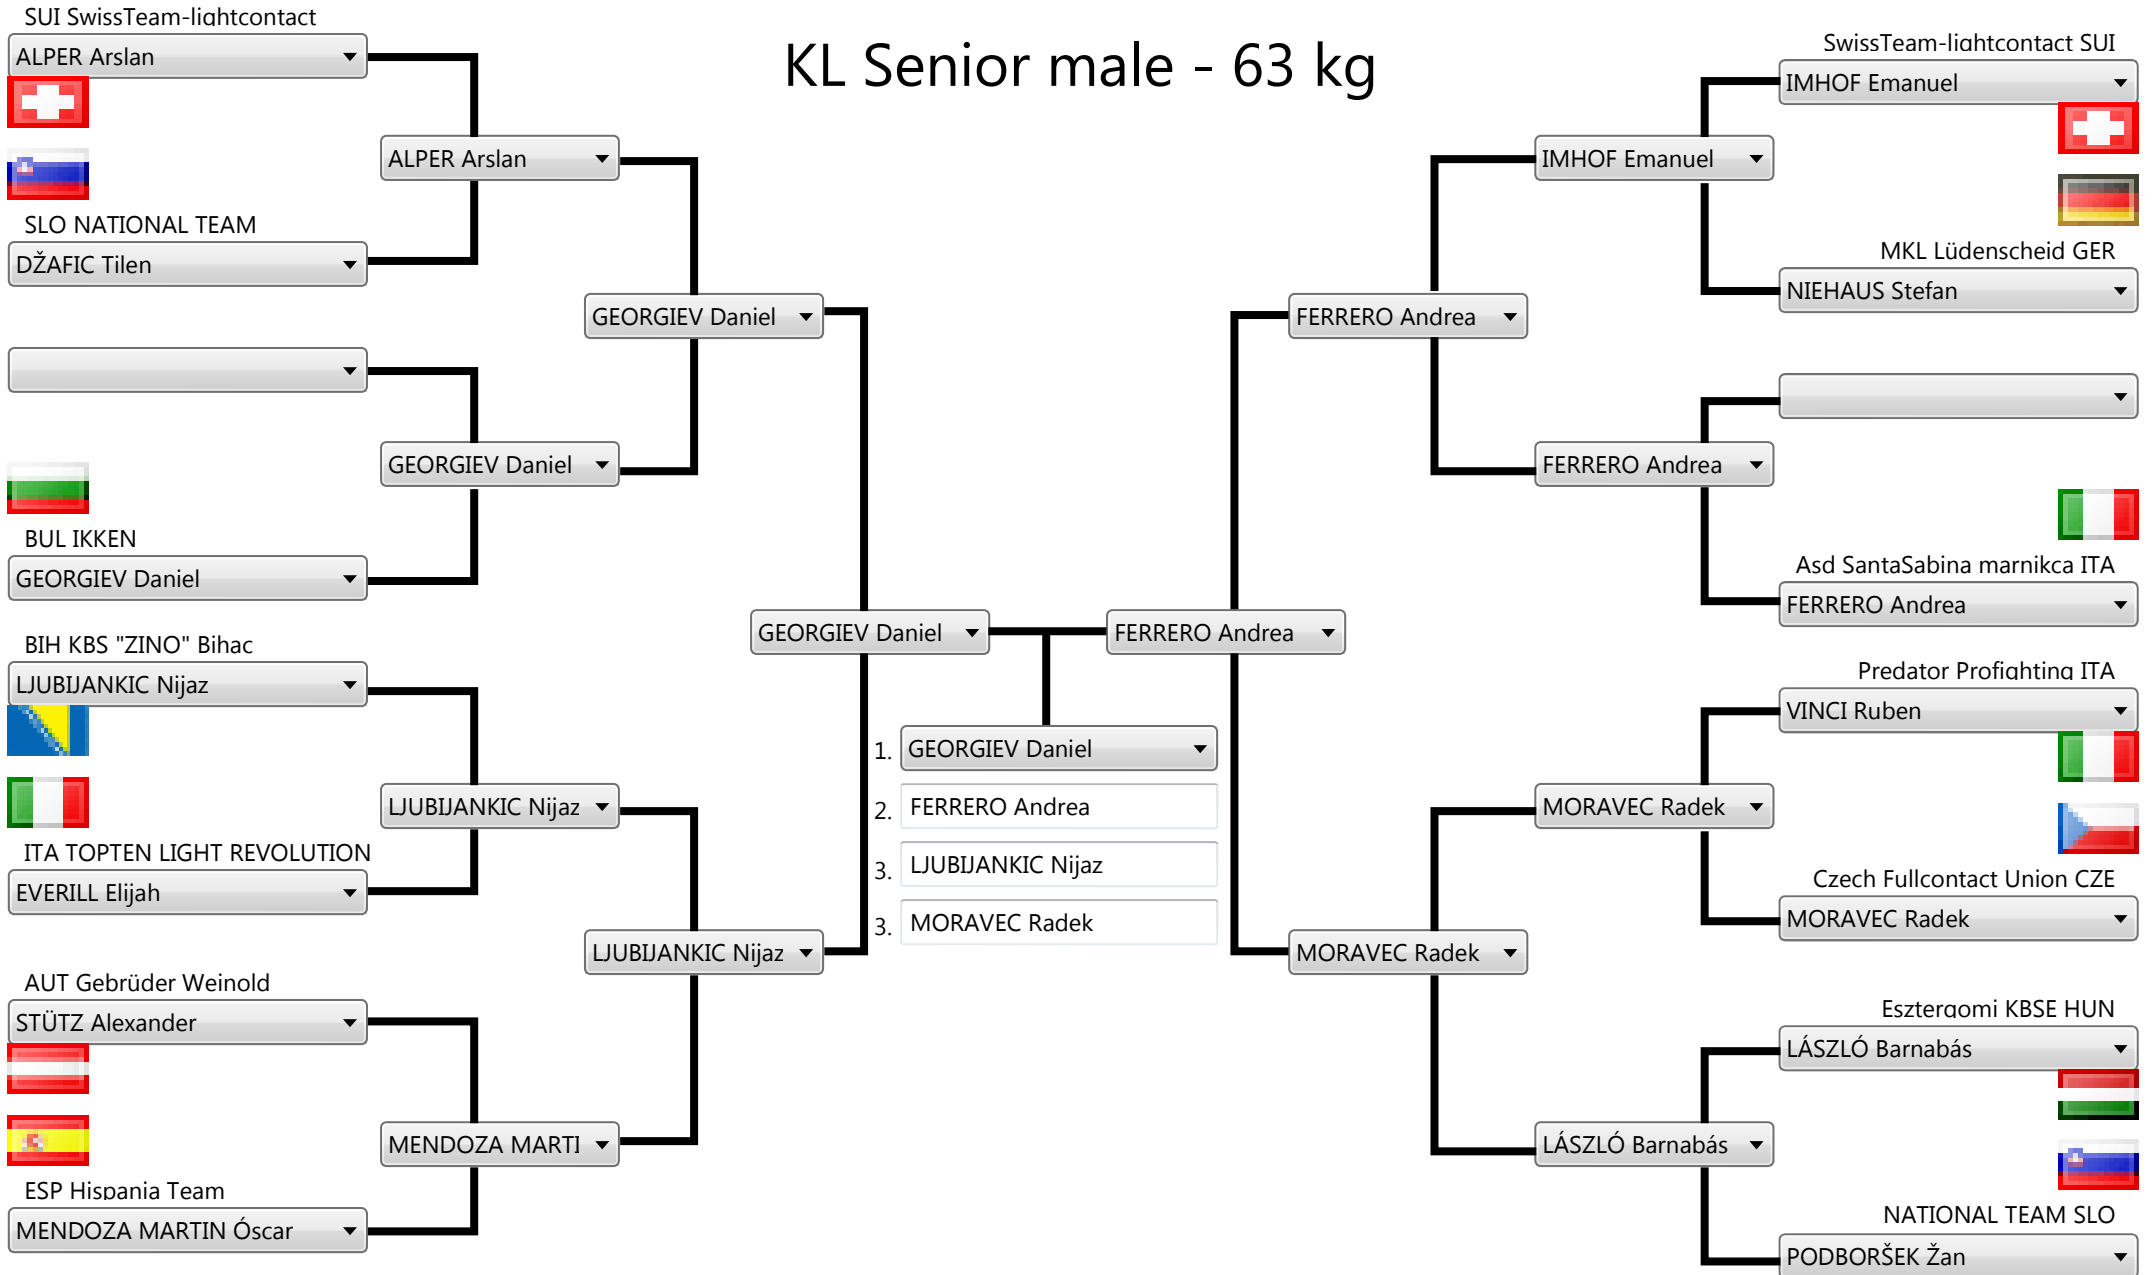 KL Senior male - 63 kg
SUI SwissTeam-lightcontact
ALPER Arslan
SLO NATIONAL TEAM
DŽAFIC Tilen
BUL IKKEN
GEORGIEV Daniel
BIH KBS "ZINO" Bihac
LJUBIJANKIC Nijaz
ITA TOPTEN LIGHT REVOLUTION
EVERILL Elijah
AUT Gebrüder Weinold
STÜTZ Alexander
ESP Hispania Team
MENDOZA MARTIN Óscar
ALPER Arslan
GEORGIEV Daniel
LJUBIJANKIC Nijaz
MENDOZA MARTI
GEORGIEV Daniel
LJUBIJANKIC Nijaz
GEORGIEV Daniel
FERRERO Andrea
1. GEORGIEV Daniel
2. FERRERO Andrea
3. LJUBIJANKIC Nijaz
3. MORAVEC Radek
FERRERO Andrea
MORAVEC Radek
IMHOF Emanuel
FERRERO Andrea
MORAVEC Radek
LÁSZLÓ Barnabás
SwissTeam-lightcontact SUI
IMHOF Emanuel
MKL Lüdenscheid GER
NIEHAUS Stefan
Asd SantaSabina marnikca ITA
FERRERO Andrea
Predator Profighting ITA
VINCI Ruben
Czech Fullcontact Union CZE
MORAVEC Radek
Esztergomi KBSE HUN
LÁSZLÓ Barnabás
NATIONAL TEAM SLO
PODBORŠEK Žan